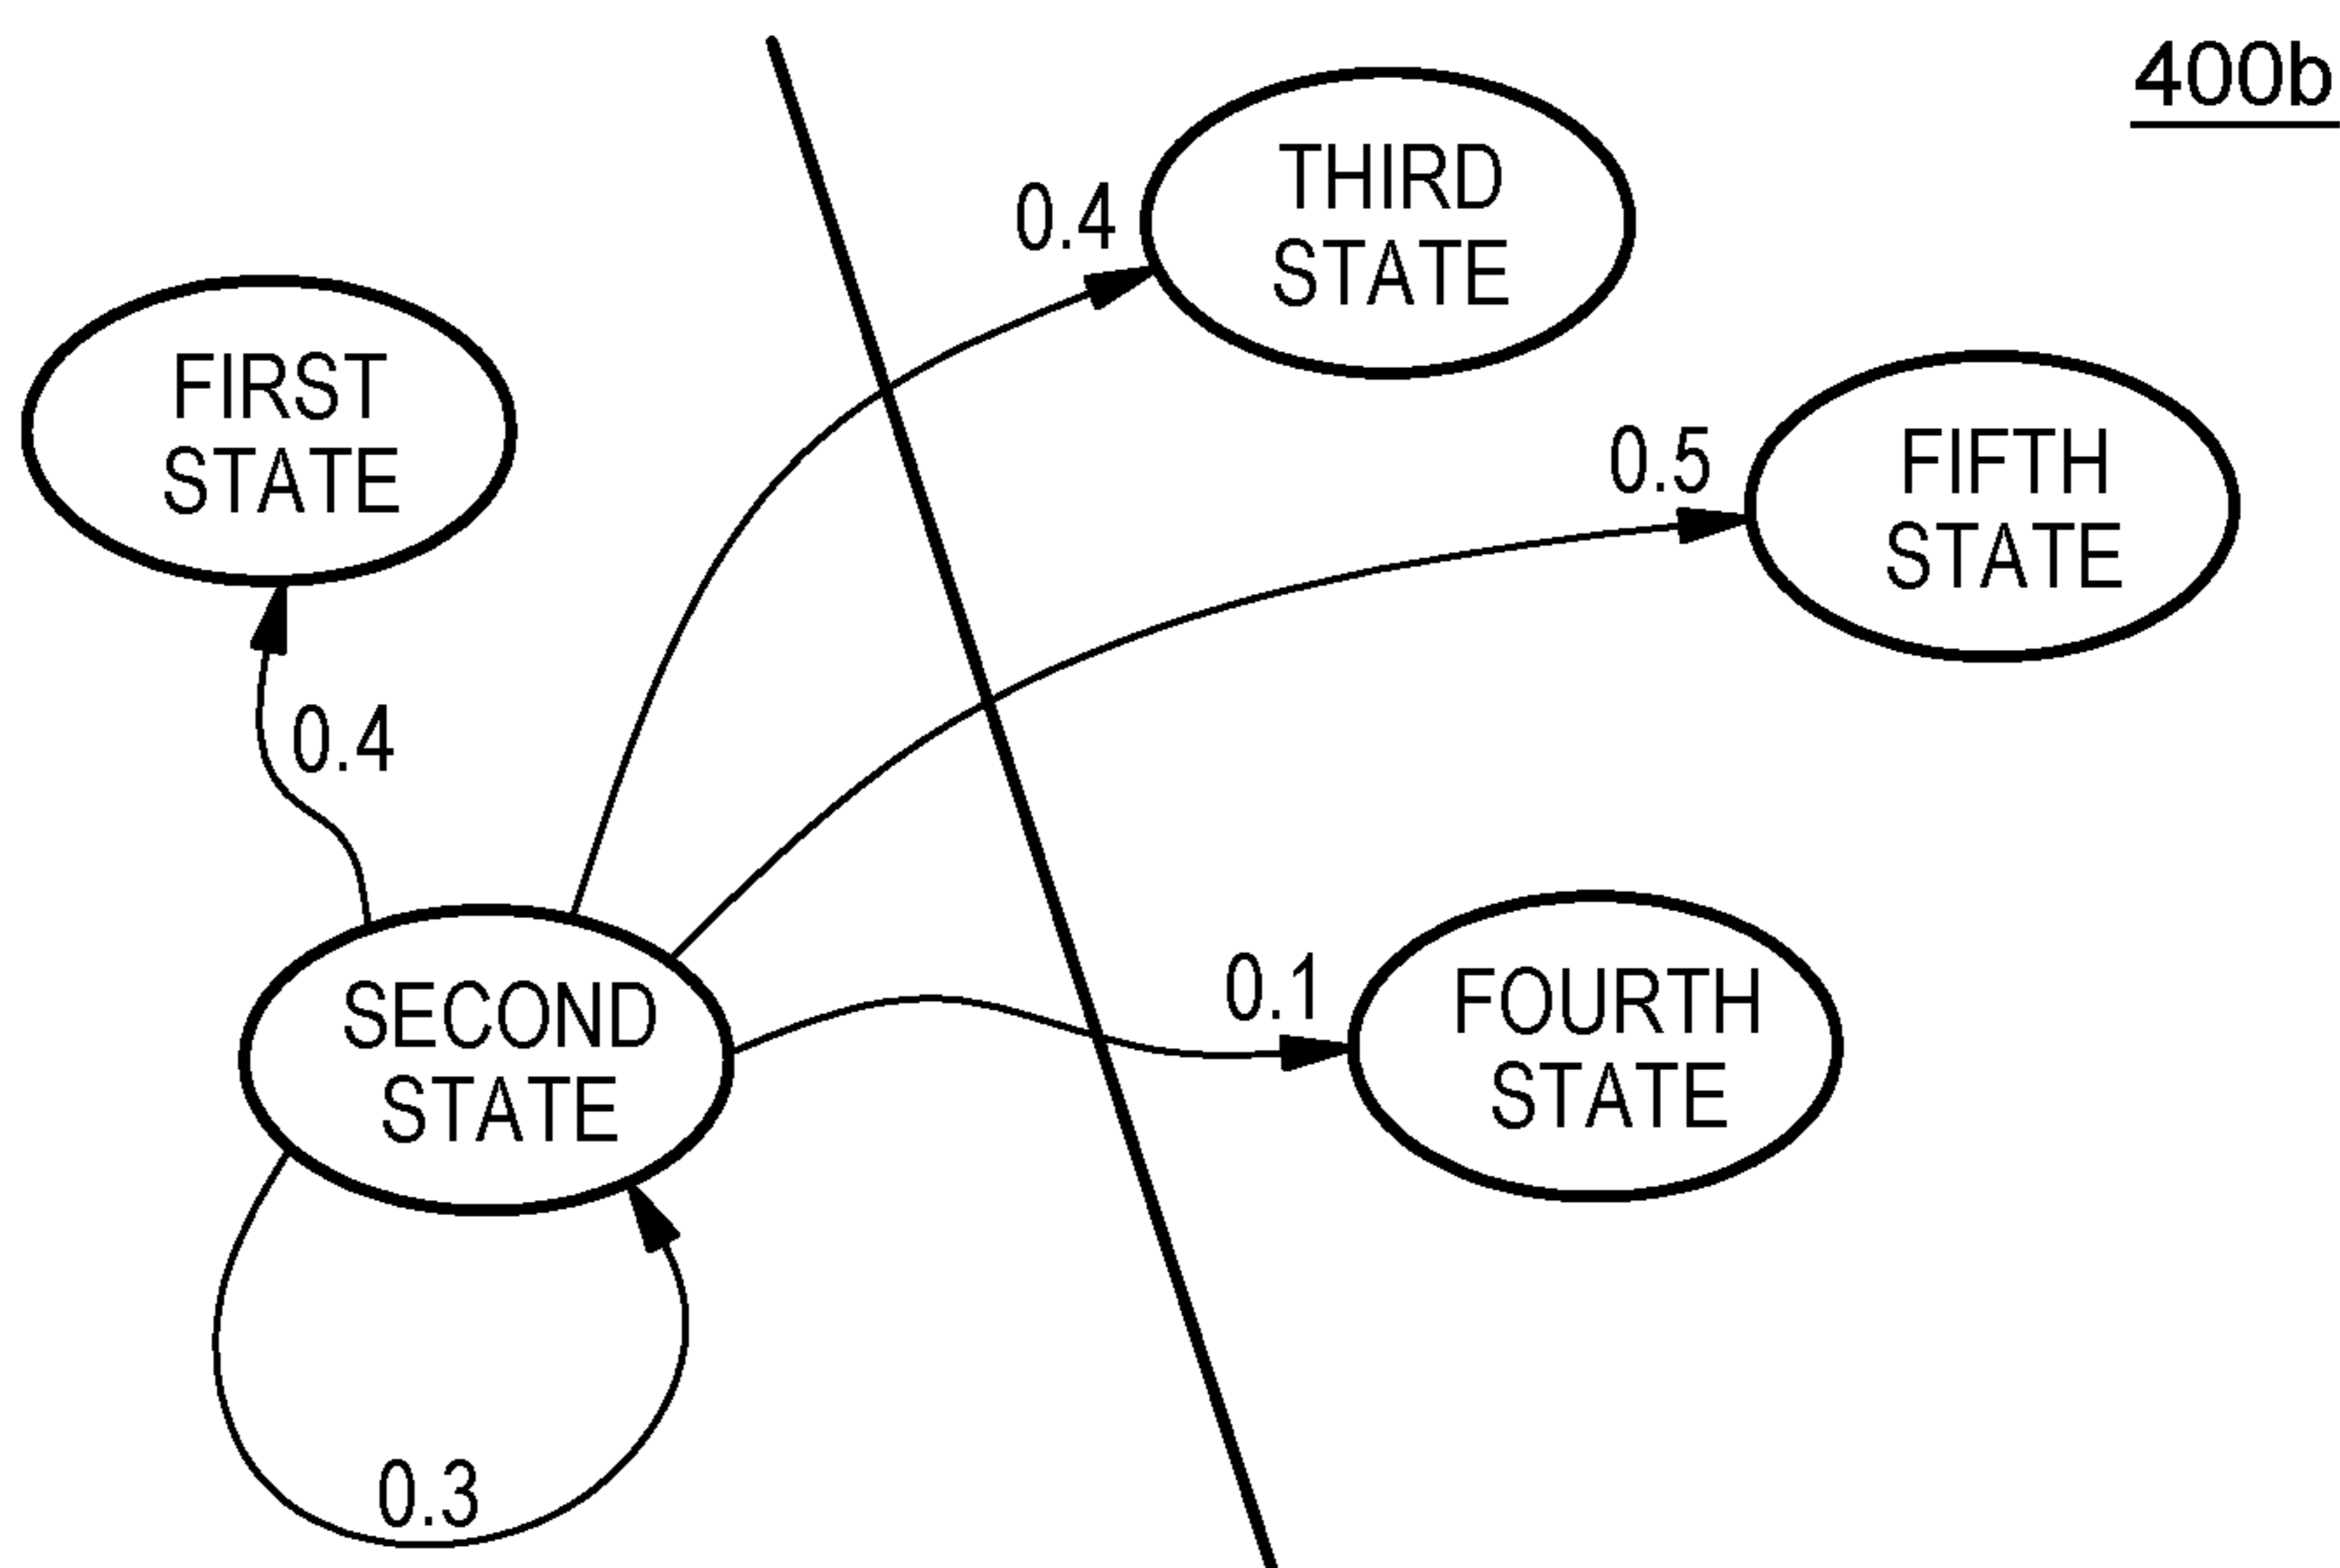 400b
THIRD
STATE
0.4
FIRST
STATE
0.5
FIFTH
STATE
0.4
SECOND
STATE
0.1
FOURTH
STATE
0.3